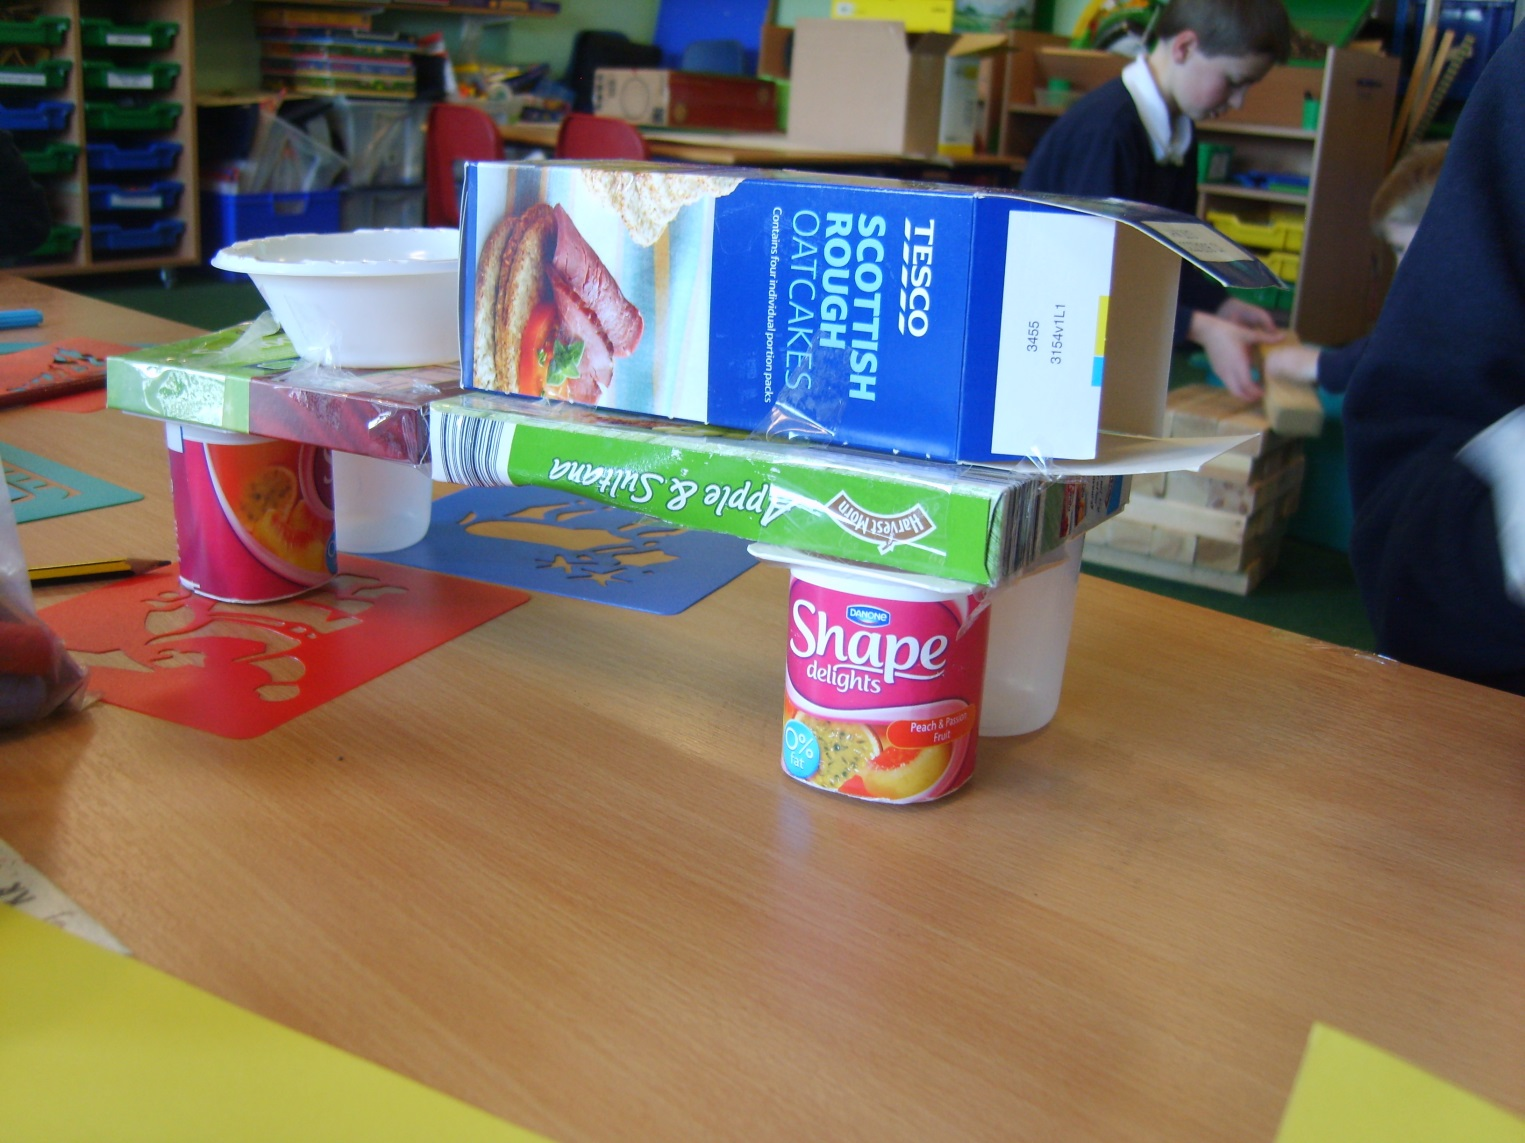 TESCO
SCOTTISH
ROUGH
OATCAKES
Contains four individual portion packs
3455
3154v1L1
Apple & Sultana
Harvest Morn
DANONE
Shape
delights
Peach & Passion
Fruit
0%
fat